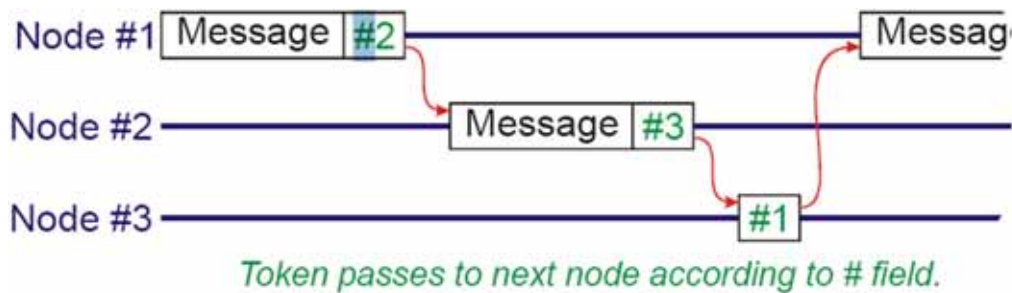 Node #1 Message #2 Messag
Node #2 Message #3
Node #3 #1
Token passes to next node according to # field.